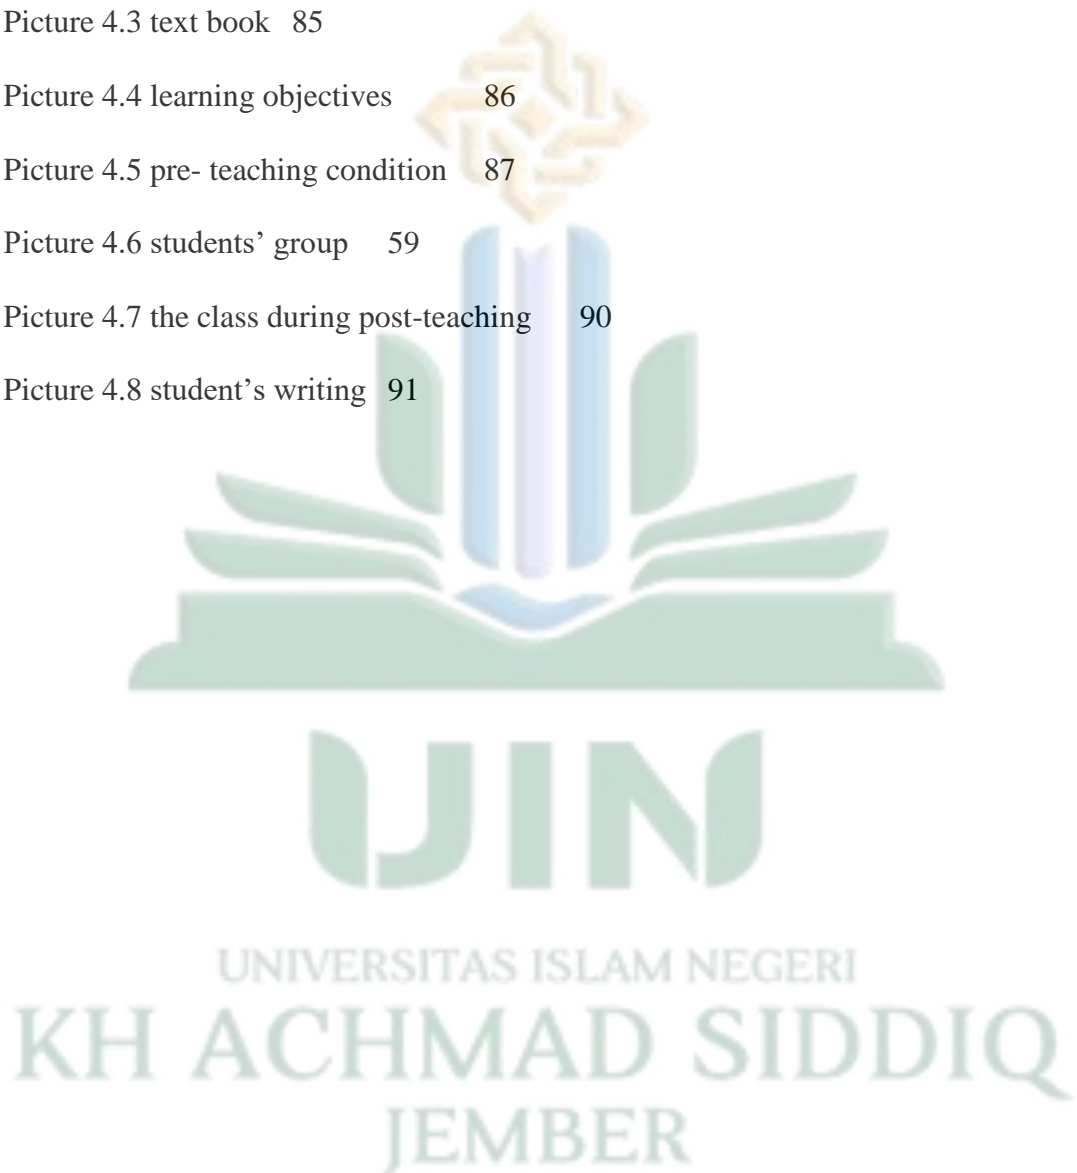 Picture 4.3 text book 85
Picture 4.4 learning objectives 86
Picture 4.5 pre- teaching condition 87
Picture 4.6 students’ group 59
Picture 4.7 the class during post-teaching 90
Picture 4.8 student’s writing 91
UIN
UNIVERSITAS ISLAM NEGERI
KH ACHMAD SIDDIQ
JEMBER